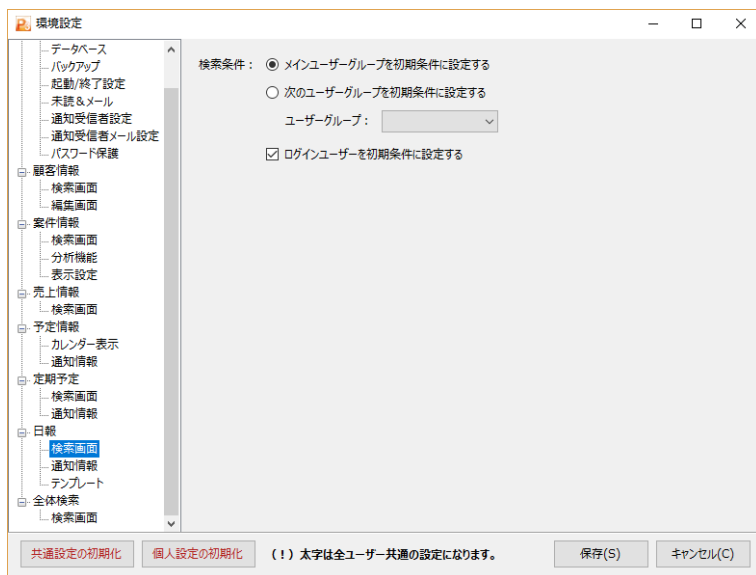 環境設定
データベース
バックアップ
起動/終了設定
未読&メール
通知受信者設定
通知受信者メール設定
パスワード保護
顧客情報
検索画面
編集画面
案件情報
検索画面
分析機能
表示設定
売上情報
検索画面
予定情報
カレンダー表示
通知情報
定期予定
検索画面
通知情報
日報
検索画面
通知情報
テンプレート
全体検索
検索画面
検索条件: メインユーザーグループを初期条件に設定する
次のユーザーグループを初期条件に設定する
ユーザーグループ:
ログインユーザーを初期条件に設定する
共通設定の初期化 個人設定の初期化 (!)太字は全ユーザー共通の設定になります。 保存(S) キャンセル(C)